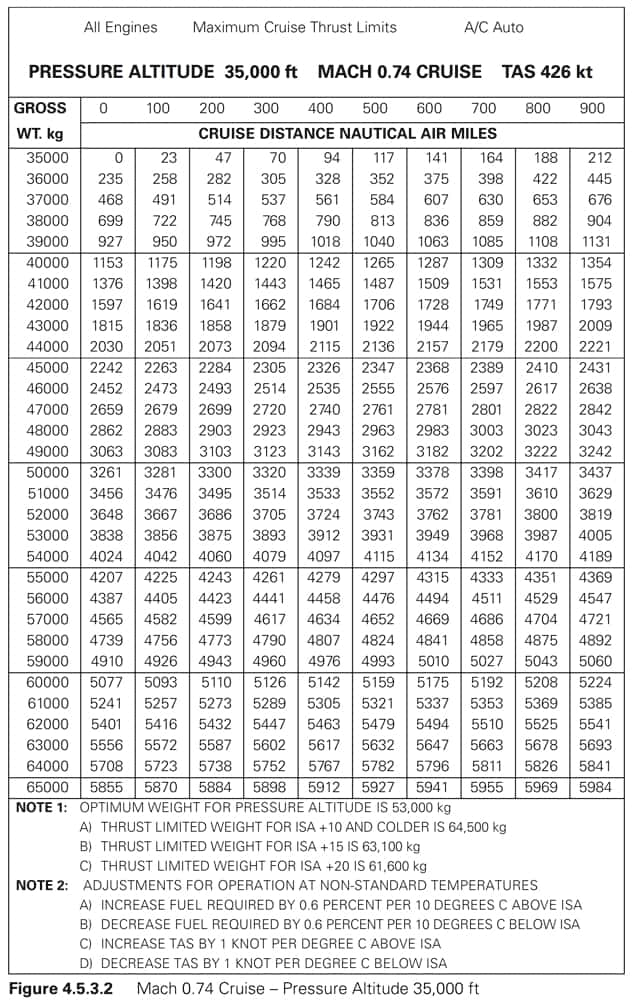 All Engines Maximum Cruise Thrust Limits A/C Auto
PRESSURE ALTITUDE 35,000 ft MACH 0.74 CRUISE TAS 426 kt
GROSS 0 100 200 300 400 500 600 700 800 900
WT. kg CRUISE DISTANCE NAUTICAL AIR MILES
35000 0 23 47 70 94 117 141 164 188 212
36000 235 258 282 305 328 352 375 398 422 445
37000 468 491 514 537 561 584 607 630 653 676
38000 699 722 745 768 790 813 836 859 882 904
39000 927 950 972 995 1018 1040 1063 1085 1108 1131
40000 1153 1175 1198 1220 1242 1265 1287 1309 1332 1354
41000 1376 1398 1420 1443 1465 1487 1509 1531 1553 1575
42000 1597 1619 1641 1662 1684 1706 1728 1749 1771 1793
43000 1815 1836 1858 1879 1901 1922 1944 1965 1987 2009
44000 2030 2051 2073 2094 2115 2136 2157 2179 2200 2221
45000 2242 2263 2284 2305 2326 2347 2368 2389 2410 2431
46000 2452 2473 2493 2514 2535 2555 2576 2597 2617 2638
47000 2659 2679 2699 2720 2740 2761 2781 2801 2822 2842
48000 2862 2883 2903 2923 2943 2963 2983 3003 3023 3043
49000 3063 3083 3103 3123 3143 3162 3182 3202 3222 3242
50000 3261 3281 3300 3320 3339 3359 3378 3398 3417 3437
51000 3456 3476 3495 3514 3533 3552 3572 3591 3610 3629
52000 3648 3667 3686 3705 3724 3743 3762 3781 3800 3819
53000 3838 3856 3875 3893 3912 3931 3949 3968 3987 4005
54000 4024 4042 4060 4079 4097 4115 4134 4152 4170 4189
55000 4207 4225 4243 4261 4279 4297 4315 4333 4351 4369
56000 4387 4405 4423 4441 4458 4476 4494 4511 4529 4547
57000 4565 4582 4599 4617 4634 4652 4669 4686 4704 4721
58000 4739 4756 4773 4790 4807 4824 4841 4858 4875 4892
59000 4910 4926 4943 4960 4976 4993 5010 5027 5043 5060
60000 5077 5093 5110 5126 5142 5159 5175 5192 5208 5224
61000 5241 5257 5273 5289 5305 5321 5337 5353 5369 5385
62000 5401 5416 5432 5447 5463 5479 5494 5510 5525 5541
63000 5556 5572 5587 5602 5617 5632 5647 5663 5678 5693
64000 5708 5723 5738 5752 5767 5782 5796 5811 5826 5841
65000 5855 5870 5884 5898 5912 5927 5941 5955 5969 5984
NOTE 1: OPTIMUM WEIGHT FOR PRESSURE ALTITUDE IS 53,000 kg
A) THRUST LIMITED WEIGHT FOR ISA +10 AND COLDER IS 64,500 kg
B) THRUST LIMITED WEIGHT FOR ISA +15 IS 63,100 kg
C) THRUST LIMITED WEIGHT FOR ISA +20 IS 61,600 kg
NOTE 2: ADJUSTMENTS FOR OPERATION AT NON-STANDARD TEMPERATURES
A) INCREASE FUEL REQUIRED BY 0.6 PERCENT PER 10 DEGREES C ABOVE ISA
B) DECREASE FUEL REQUIRED BY 0.6 PERCENT PER 10 DEGREES C BELOW ISA
C) INCREASE TAS BY 1 KNOT PER DEGREE C ABOVE ISA
D) DECREASE TAS BY 1 KNOT PER DEGREE C BELOW ISA
Figure 4.5.3.2 Mach 0.74 Cruise – Pressure Altitude 35,000 ft